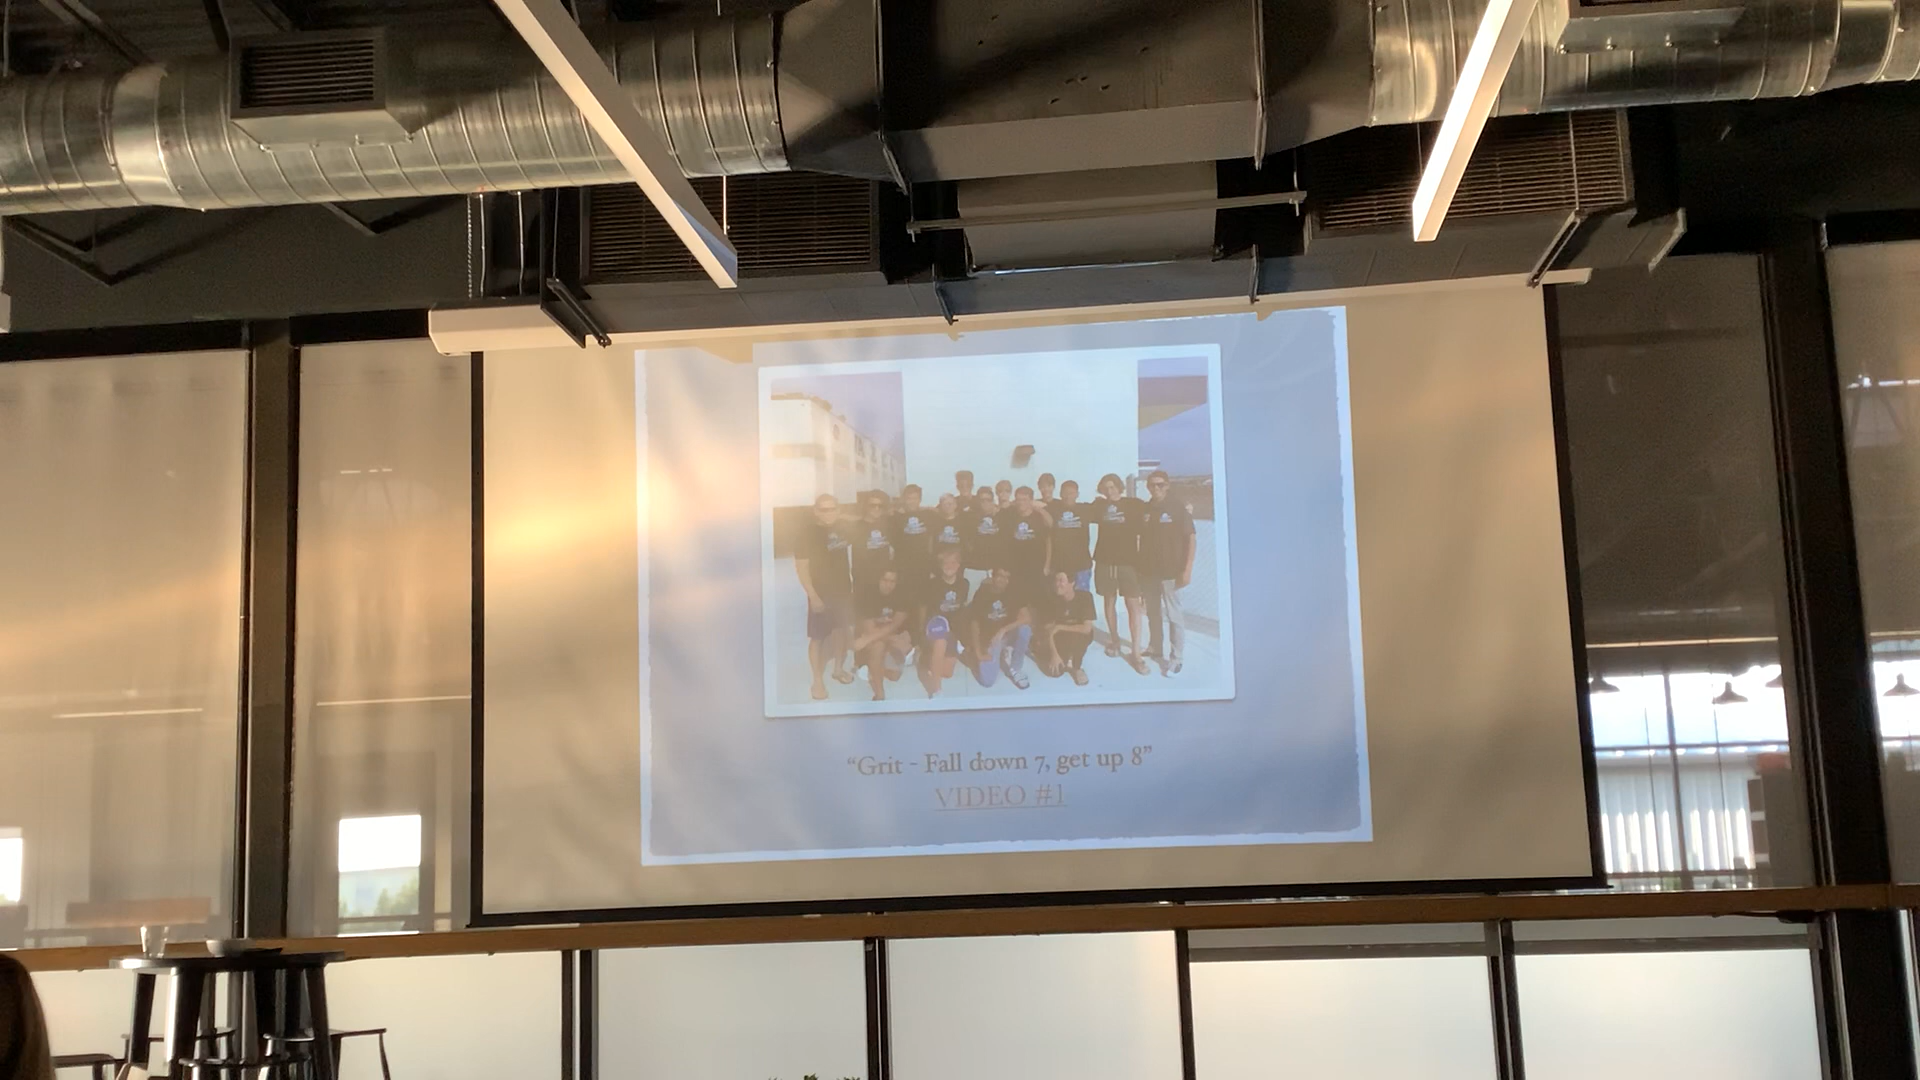 “Grit - Fall down 7, get up 8”
VIDEO #1